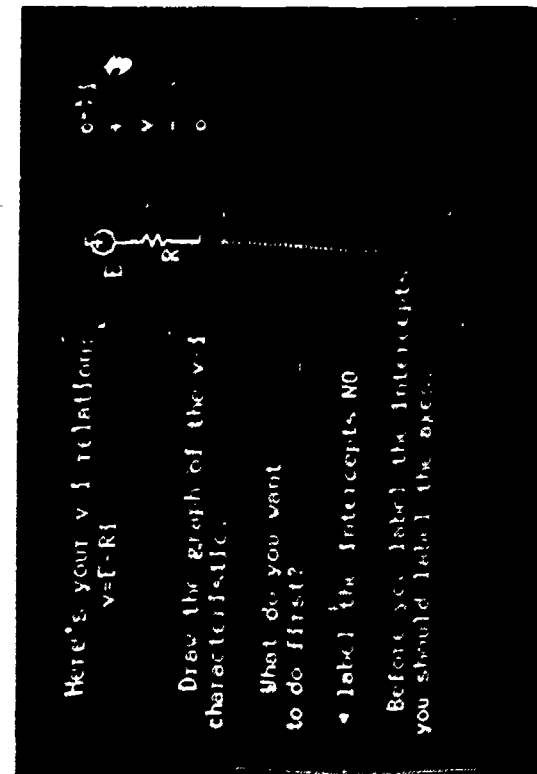 Here's your v i relation:
v=E-Ri
E
R
o-
+
v
-
o
Draw the graph of the v-i
characteristic.
What do you want
to do first?
label the intercepts NO
Before you label the intercepts
you should label the axes.